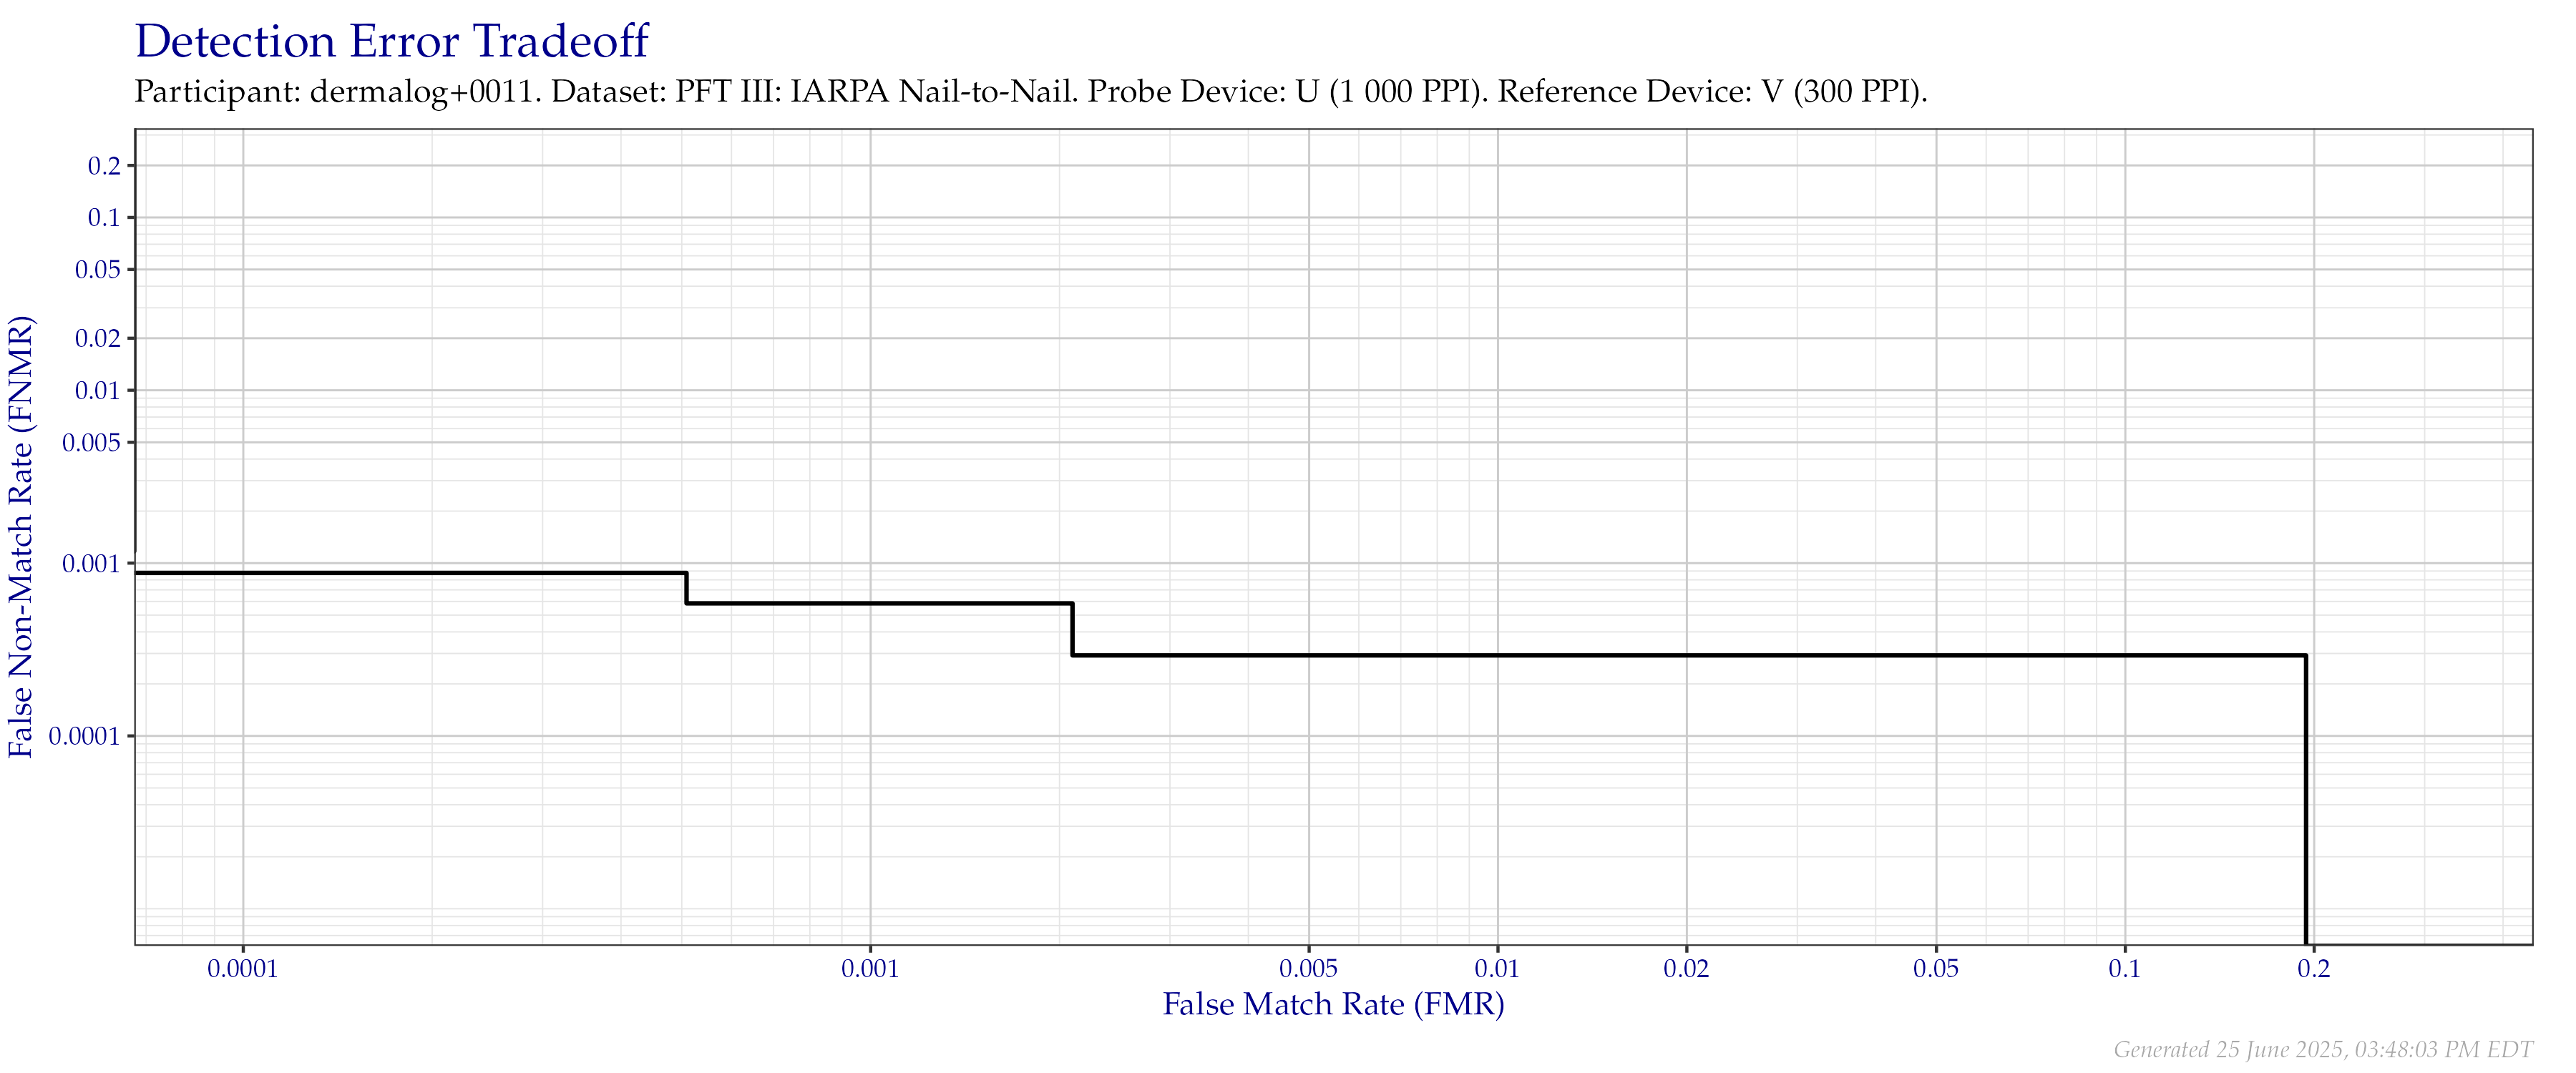 Detection Error Tradeoff
Participant: dermalog+0011. Dataset: PFT III: IARPA Nail-to-Nail. Probe Device: U (1 000 PPI). Reference Device: V (300 PPI).
False Non-Match Rate (FNMR)
0.2
0.1
0.05
0.02
0.01
0.005
0.001
0.0001
0.0001 0.001 0.005 0.01 0.02 0.05 0.1 0.2
False Match Rate (FMR)
Generated 25 June 2025, 03:48:03 PM EDT